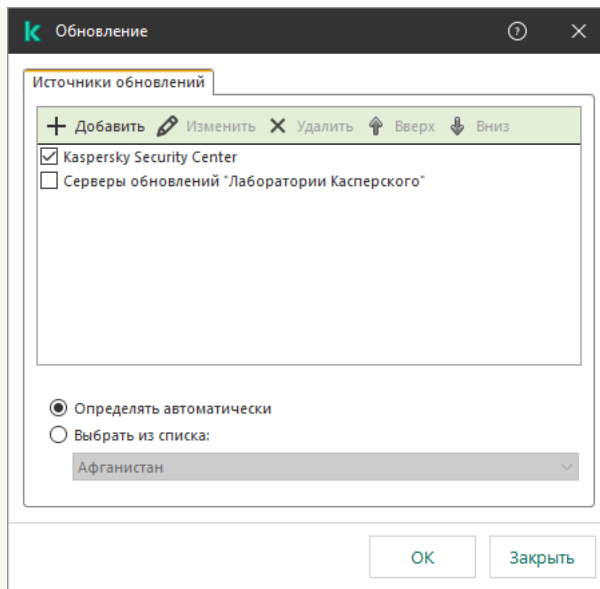 Обновление
Источники обновлений
Добавить Изменить Удалить Вверх Вниз
Kaspersky Security Center
Серверы обновлений "Лаборатории Касперского"
Определять автоматически
Выбрать из списка:
Афганистан
ОК Закрыть